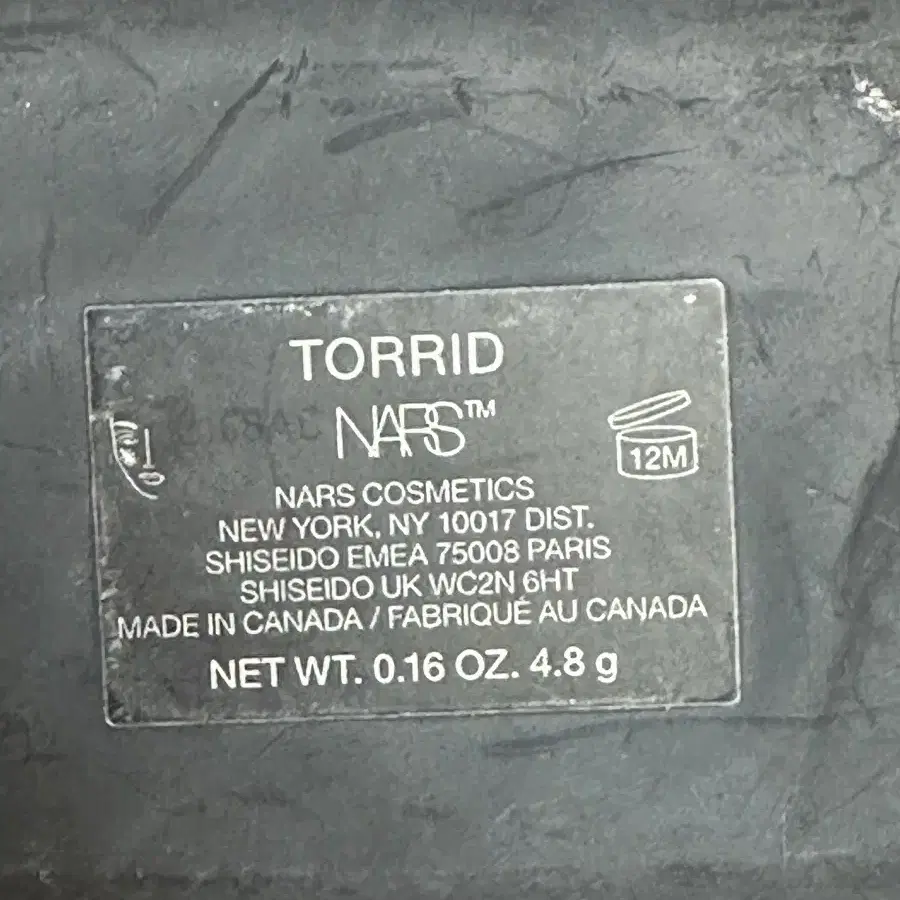 TORRID
NARS™
12M
NARS COSMETICS
NEW YORK, NY 10017 DIST.
SHISEIDO EMEA 75008 PARIS
SHISEIDO UK WC2N 6HT
MADE IN CANADA / FABRIQUÉ AU CANADA
NET WT. 0.16 OZ. 4.8 g